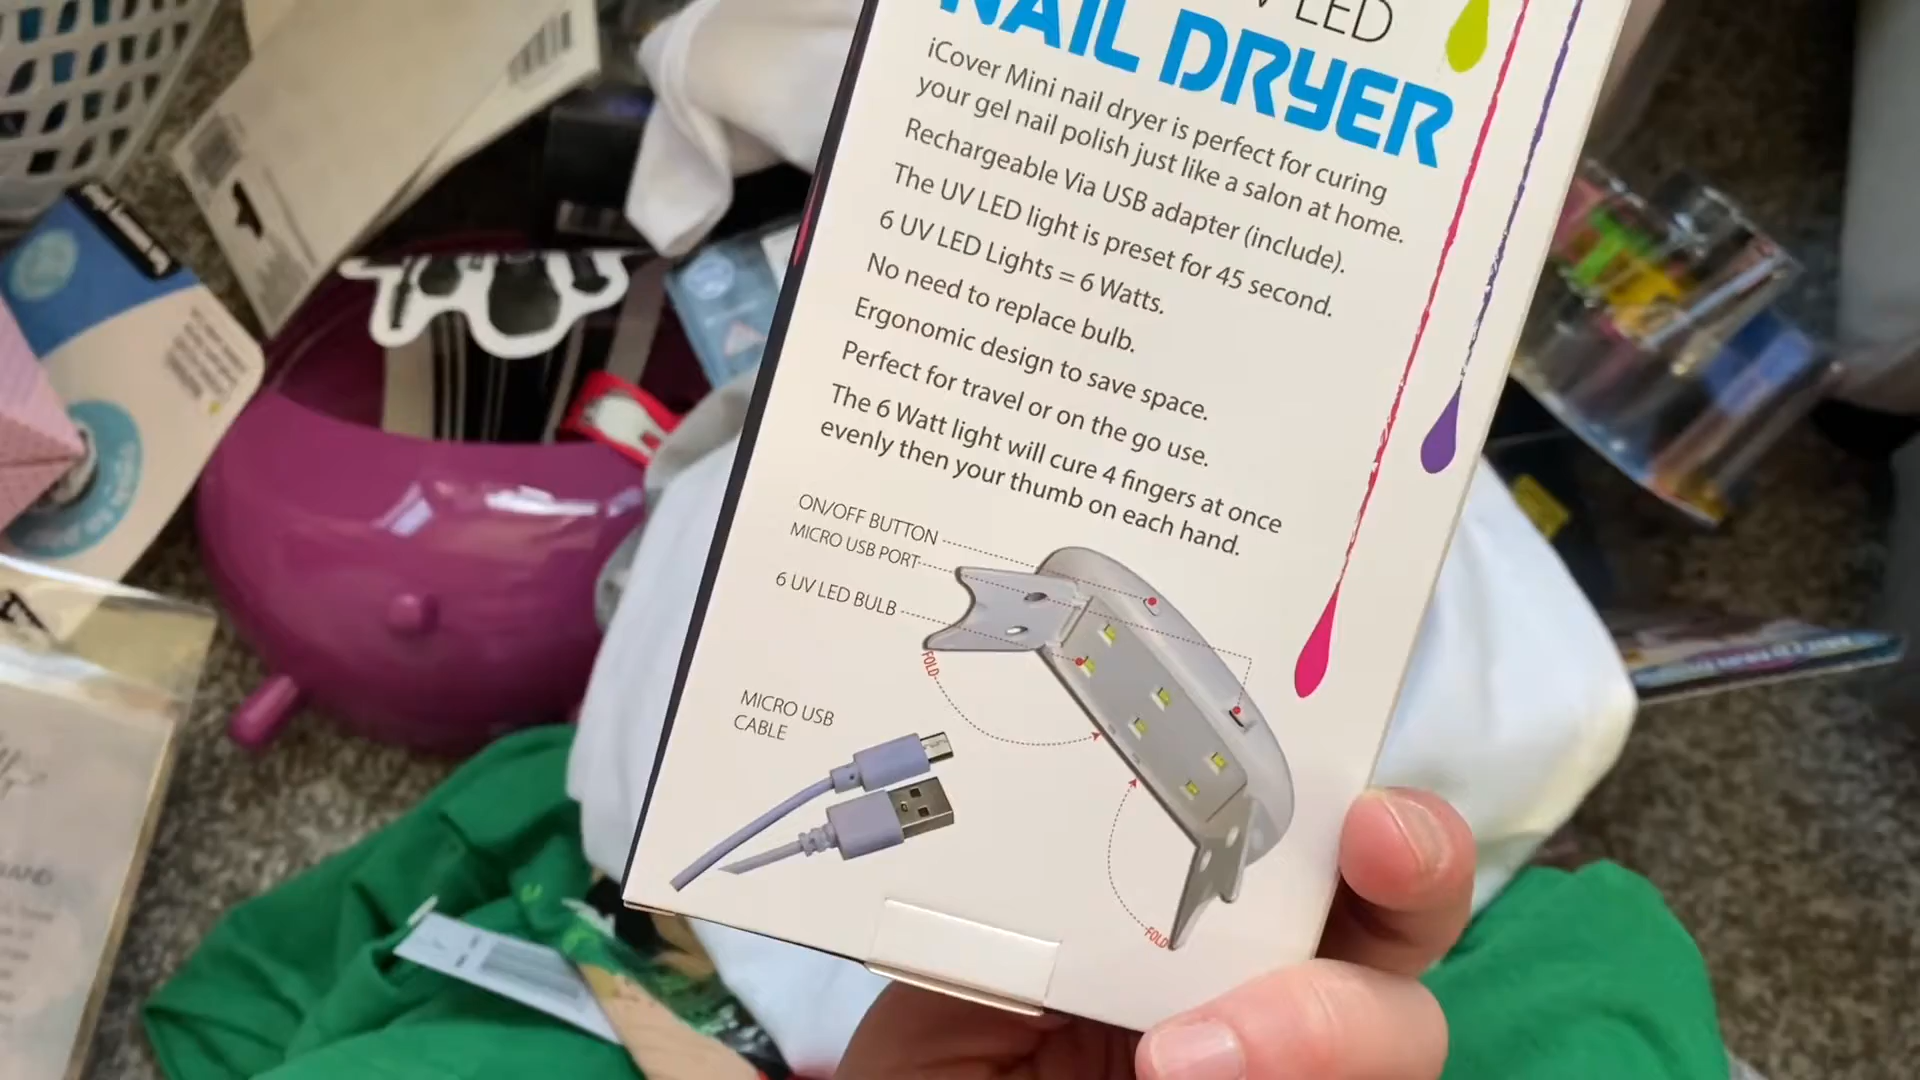 LED
NAIL DRYER
iCover Mini nail dryer is perfect for curing
your gel nail polish just like a salon at home.
Rechargeable Via USB adapter (include).
The UV LED light is preset for 45 second.
6 UV LED Lights = 6 Watts.
No need to replace bulb.
Ergonomic design to save space.
Perfect for travel or on the go use.
The 6 Watt light will cure 4 fingers at once
evenly then your thumb on each hand.
ON/OFF BUTTON
MICRO USB PORT
6 UV LED BULB
FOLD
MICRO USB
CABLE
FOLD